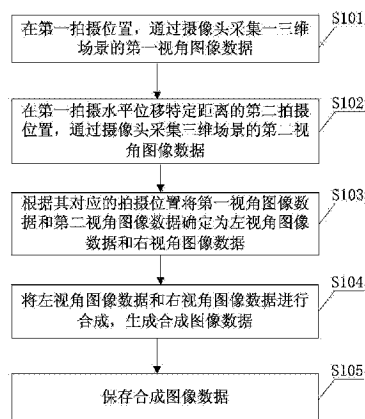 S101
在第一拍摄位置，通过摄像头采集一三维
场景的第一视角图像数据
S102
在第一拍摄水平位移特定距离的第二拍摄
位置，通过摄像头采集三维场景的第二视
角图像数据
S103
根据其对应的拍摄位置将第一视角图像数
据和第二视角图像数据确定为左视角图像
数据和右视角图像数据
S104
将左视角图像数据和右视角图像数据进行
合成，生成合成图像数据
S105
保存合成图像数据